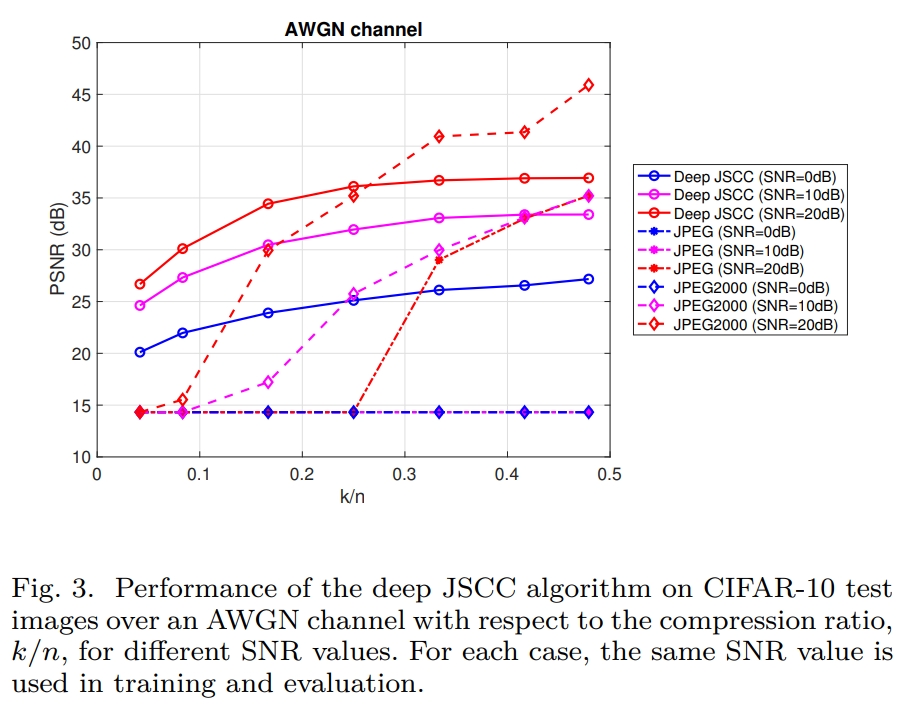 AWGN channel
50
45
40
35
30
25
20
15
10
PSNR (dB)
0
0.1
0.2
0.3
0.4
0.5
k/n
Deep JSCC (SNR=0dB)
Deep JSCC (SNR=10dB)
Deep JSCC (SNR=20dB)
JPEG (SNR=0dB)
JPEG (SNR=10dB)
JPEG (SNR=20dB)
JPEG2000 (SNR=0dB)
JPEG2000 (SNR=10dB)
JPEG2000 (SNR=20dB)
Fig. 3. Performance of the deep JSCC algorithm on CIFAR-10 test
images over an AWGN channel with respect to the compression ratio,
k/n, for different SNR values. For each case, the same SNR value is
used in training and evaluation.